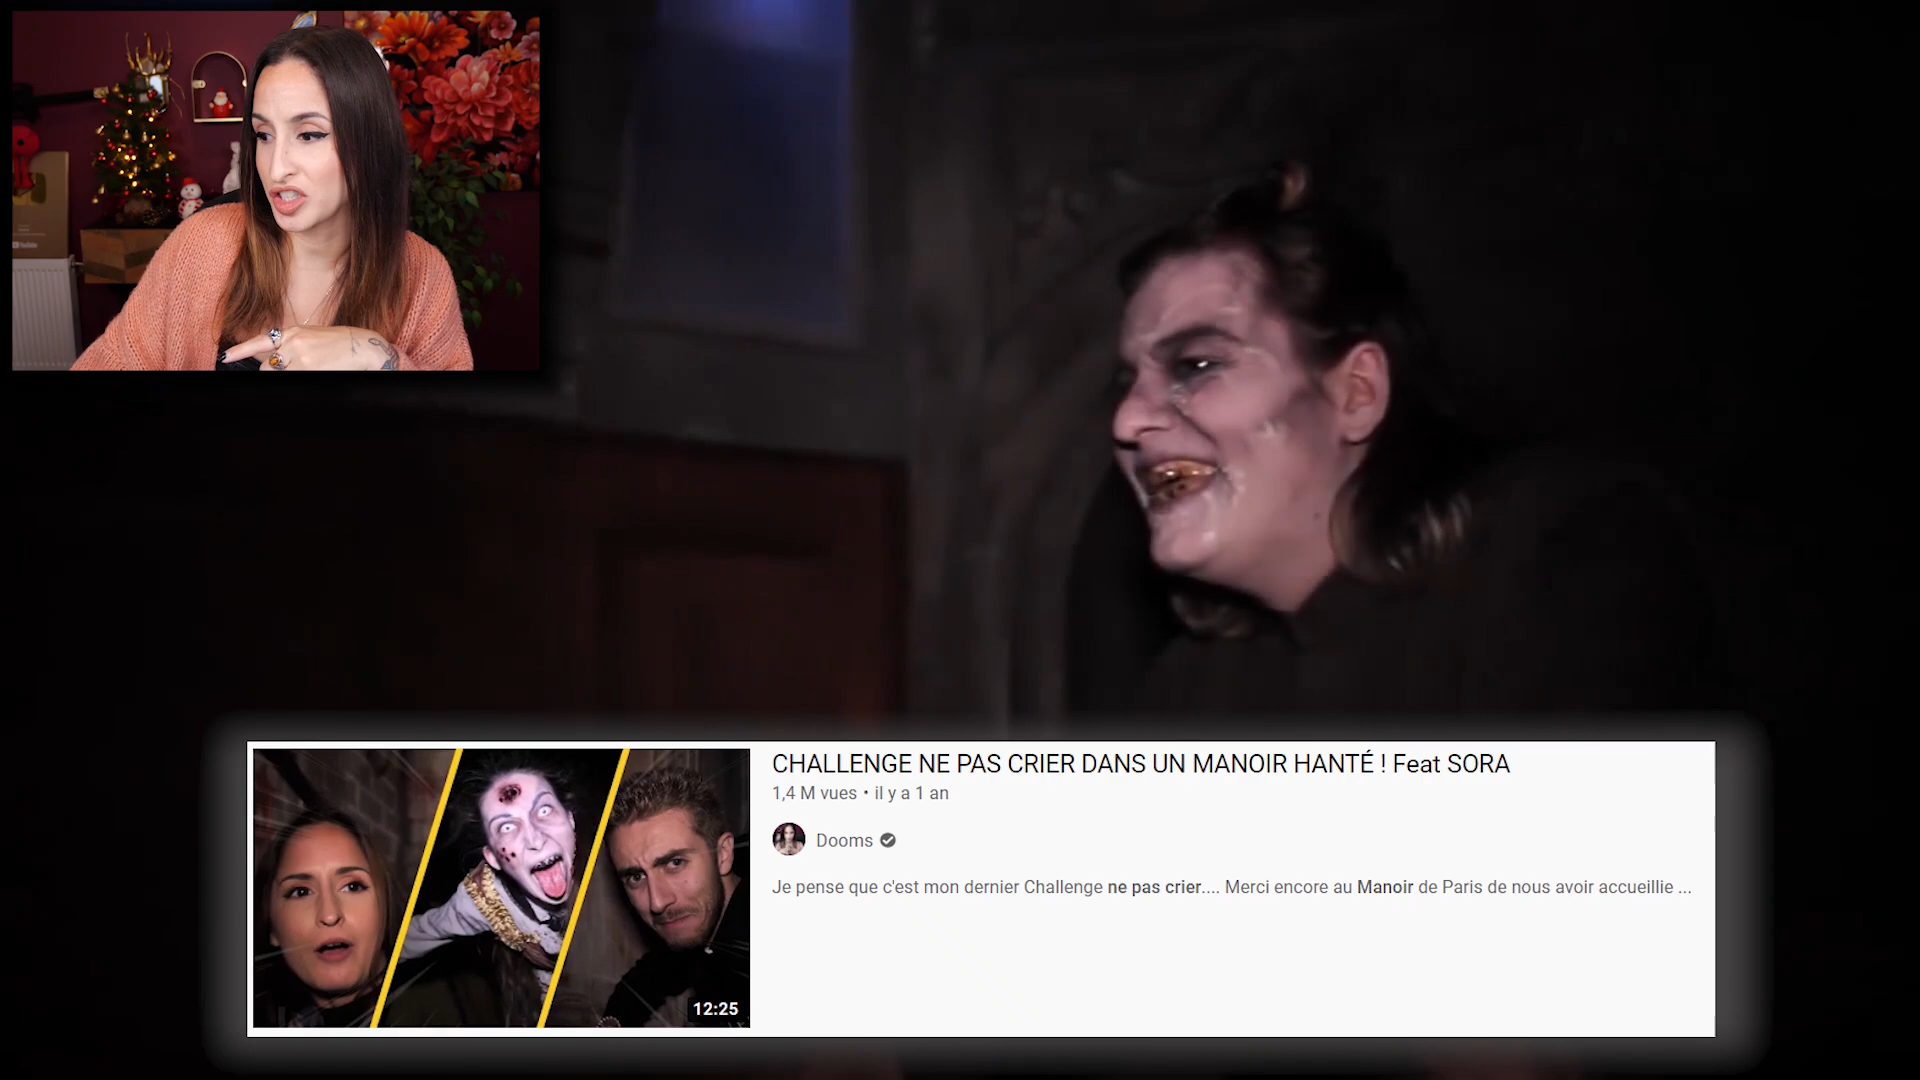 CHALLENGE NE PAS CRIER DANS UN MANOIR HANTÉ ! Feat SORA
1,4 M vues • il y a 1 an
Dooms
Je pense que c'est mon dernier Challenge ne pas crier.... Merci encore au Manoir de Paris de nous avoir accueillie ...
12:25